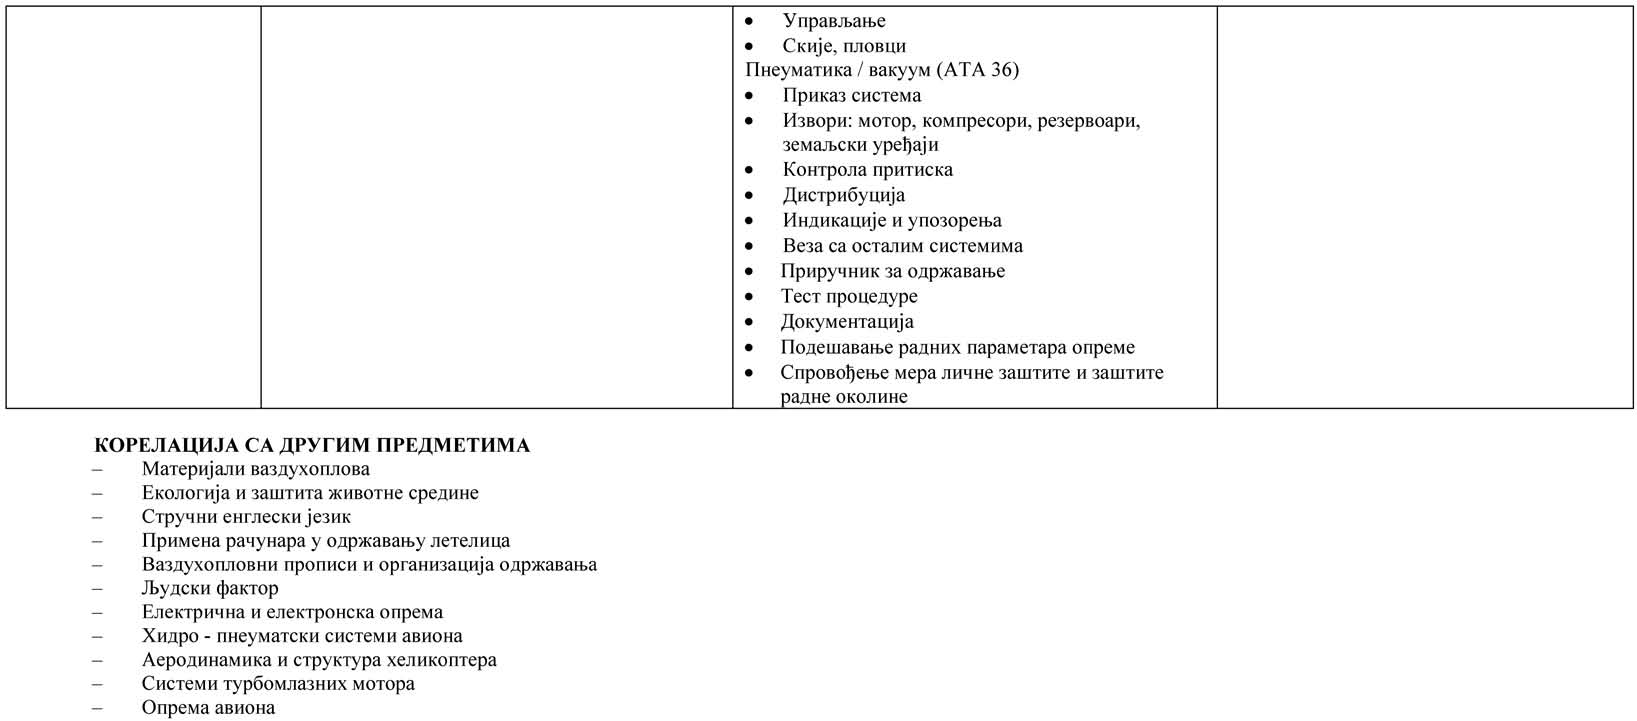 • Управљање
• Скије, пловци
Пнеуматика / вакуум (АТА 36)
• Приказ система
• Извори: мотор, компресори, резервоари,
земаљски уређаји
• Контрола притиска
• Дистрибуција
• Индикације и упозорења
• Веза са осталим системима
• Приручник за одржавање
• Тест процедуре
• Документација
• Подешавање радних параметара опреме
• Спровођење мера личне заштите и заштите
радне околине
КОРЕЛАЦИЈА СА ДРУГИМ ПРЕДМЕТИМА
– Материјали ваздухоплова
– Екологија и заштита животне средине
– Стручни енглески језик
– Примена рачунара у одржавању летелица
– Ваздухопловни прописи и организација одржавања
– Људски фактор
– Електрична и електронска опрема
– Хидро - пнеуматски системи авиона
– Аеродинамика и структура хеликоптера
– Системи турбомлазних мотора
– Опрема авиона